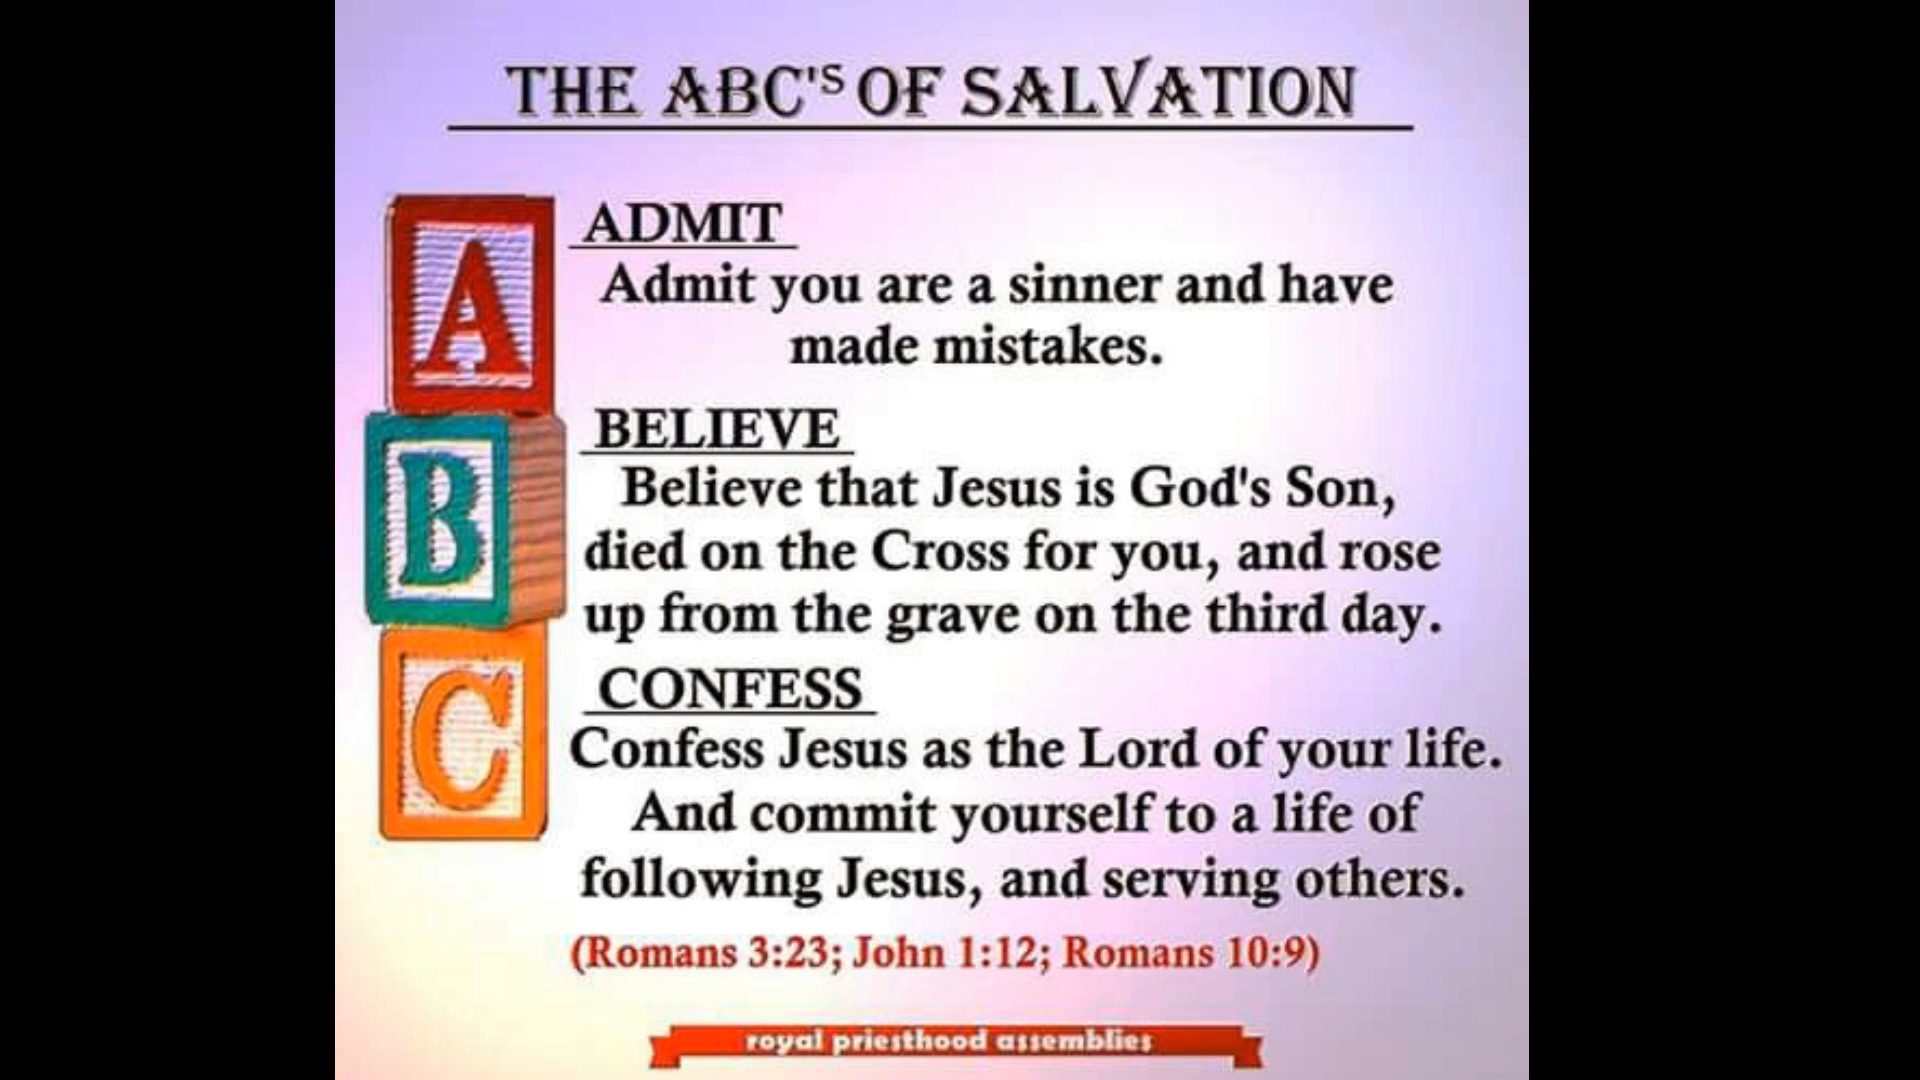 THE ABC'S OF SALVATION
A
ADMIT
Admit you are a sinner and have
made mistakes.
B
BELIEVE
Believe that Jesus is God's Son,
died on the Cross for you, and rose
up from the grave on the third day.
C
CONFESS
Confess Jesus as the Lord of your life.
And commit yourself to a life of
following Jesus, and serving others.
(Romans 3:23; John 1:12; Romans 10:9)
royal priesthood assemblies